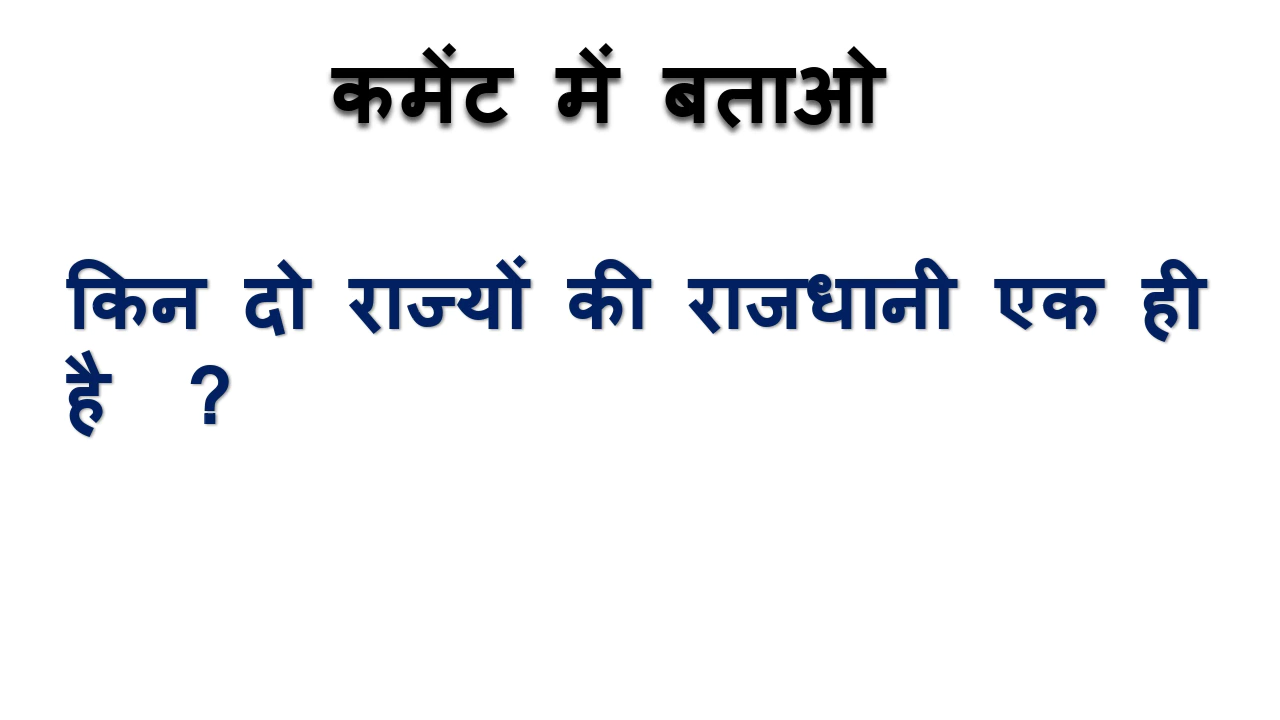 कमेंट में बताओ
किन दो राज्यों की राजधानी एक ही
है ?